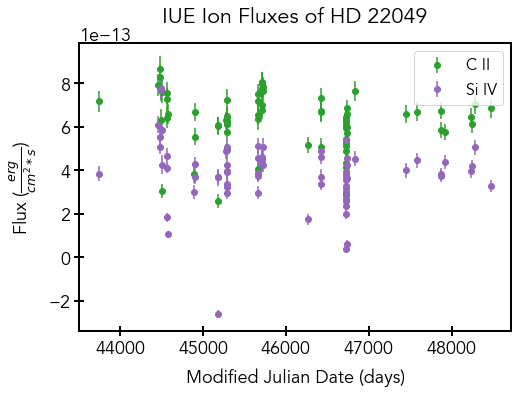 IUE Ion Fluxes of HD 22049
1e−13
C II
Si IV
8
6
4
2
0
−2
Flux (erg/cm² * s)
44000 45000 46000 47000 48000
Modified Julian Date (days)